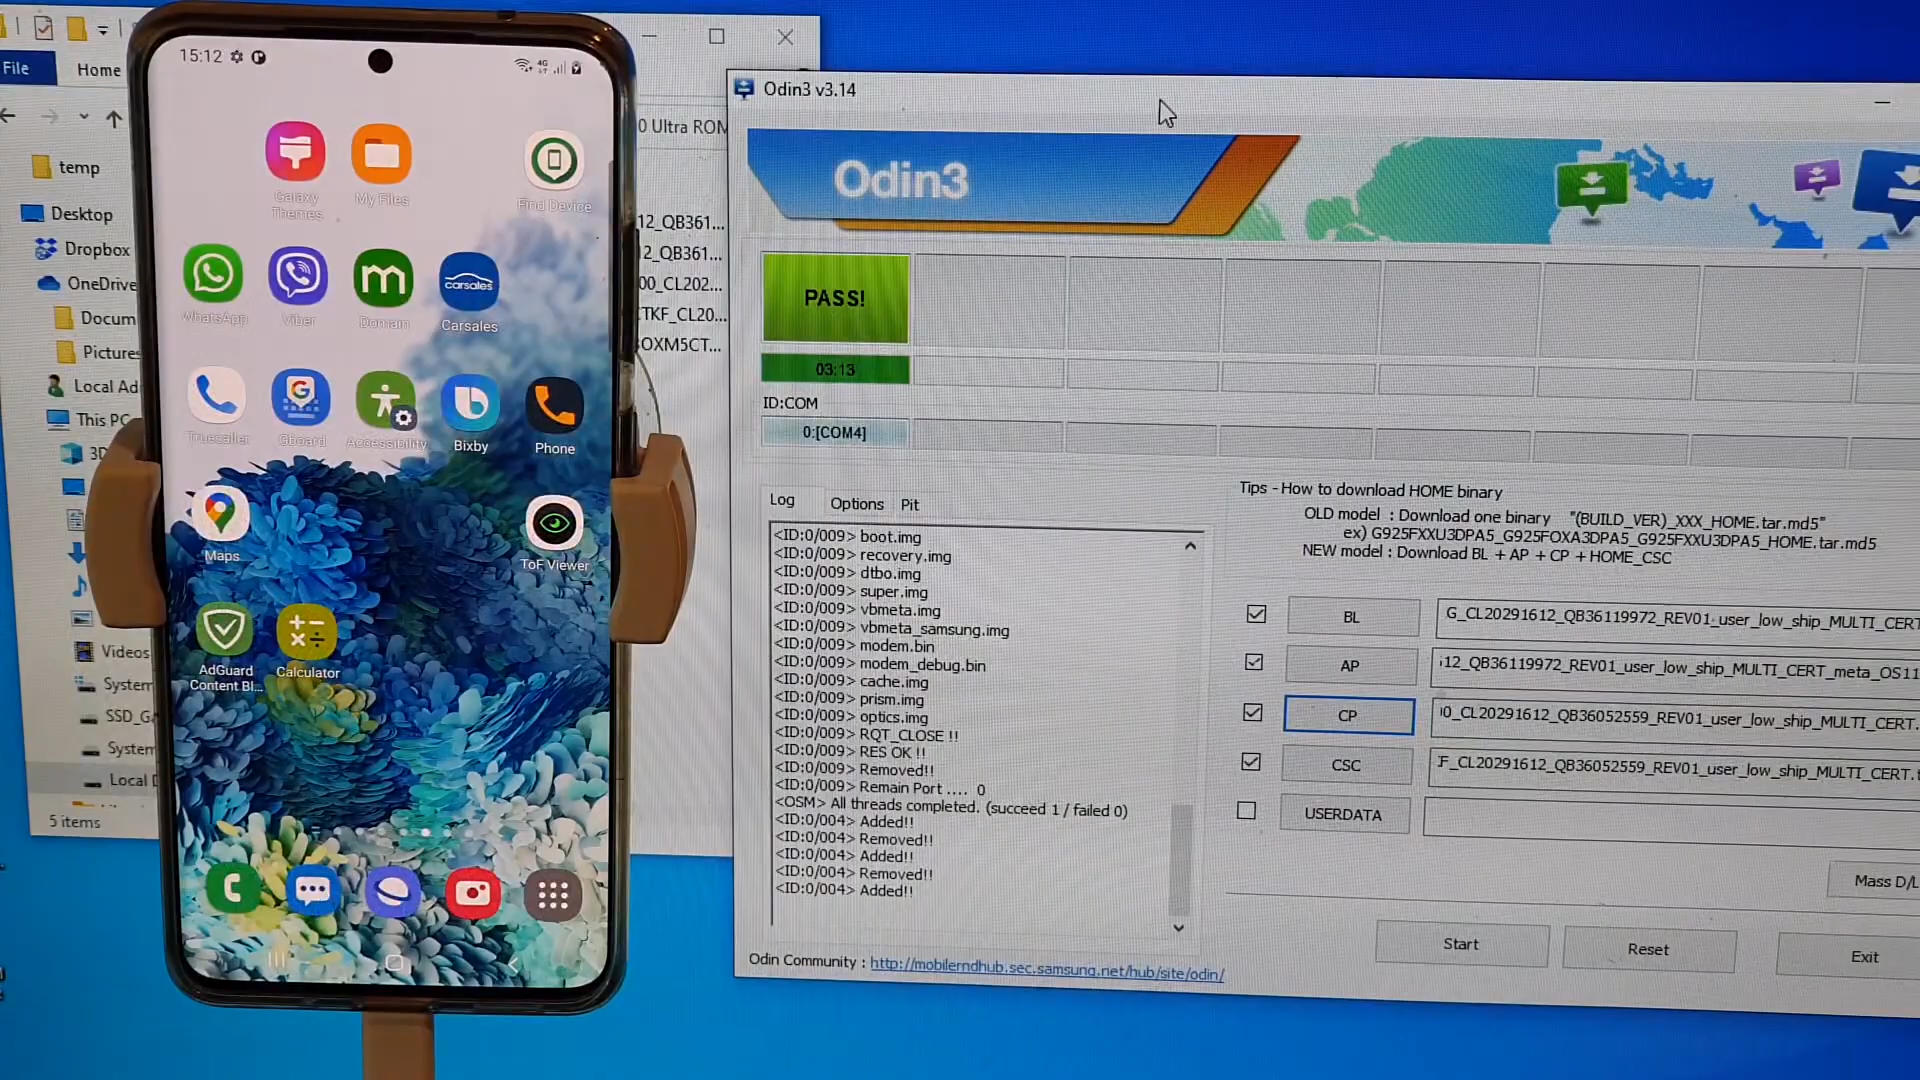 File
Home
temp
Desktop
Dropbox
OneDrive
Docum
Pictures
Local Ad
This PC
3D
Videos
System
System
Local D
5 items
0 Ultra ROM
12_QB361...
12_QB361...
00_CL202...
TKF_CL20...
OXM5CT...
15:12
4G
Galaxy
Themes
My Files
Find Device
WhatsApp
Viber
m
Domain
carsales
Carsales
Truecaller
G
Gboard
Accessibility
Bixby
Phone
Maps
ToF Viewer
AdGuard
Content Bl...
Calculator
Odin3 v3.14
Odin3
PASS!
03:13
ID:COM
0:[COM4]
Log
Options
Pit
<ID:0/009> boot.img
<ID:0/009> recovery.img
<ID:0/009> dtbo.img
<ID:0/009> super.img
<ID:0/009> vbmeta.img
<ID:0/009> vbmeta_samsung.img
<ID:0/009> modem.bin
<ID:0/009> modem_debug.bin
<ID:0/009> cache.img
<ID:0/009> prism.img
<ID:0/009> optics.img
<ID:0/009> RQT_CLOSE !!
<ID:0/009> RES OK !!
<ID:0/009> Removed!!
<ID:0/009> Remain Port .... 0
<OSM> All threads completed. (succeed 1 / failed 0)
<ID:0/004> Added!!
<ID:0/004> Removed!!
<ID:0/004> Added!!
<ID:0/004> Removed!!
<ID:0/004> Added!!
Tips - How to download HOME binary
OLD model : Download one binary "(BUILD_VER)_XXX_HOME.tar.md5"
ex) G925FXXU3DPA5_G925FOXA3DPA5_G925FXXU3DPA5_HOME.tar.md5
NEW model : Download BL + AP + CP + HOME_CSC
BL
G_CL20291612_QB36119972_REV01_user_low_ship_MULTI_CERT
AP
12_QB36119972_REV01_user_low_ship_MULTI_CERT_meta_OS11
CP
0_CL20291612_QB36052559_REV01_user_low_ship_MULTI_CERT.
CSC
F_CL20291612_QB36052559_REV01_user_low_ship_MULTI_CERT.
USERDATA
Mass D/L
Start
Reset
Exit
Odin Community : http://mobilerndhub.sec.samsung.net/hub/site/odin/